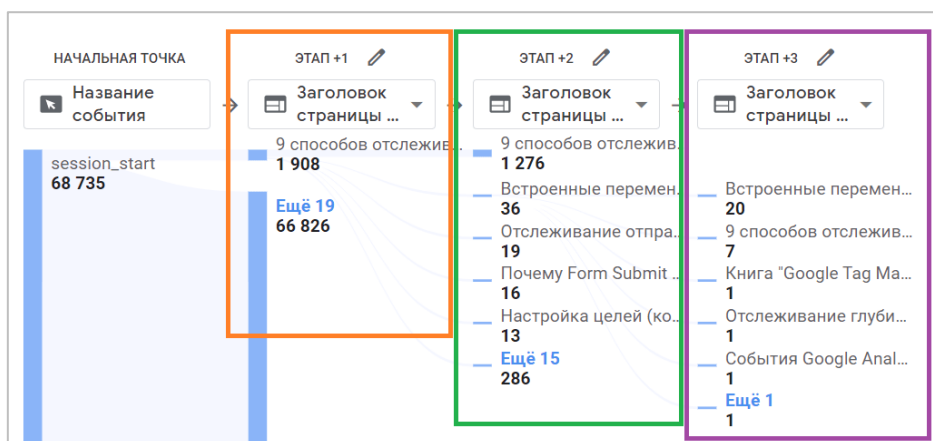 НАЧАЛЬНАЯ ТОЧКА
Название
события
session_start
68 735
ЭТАП +1
Заголовок
страницы ...
9 способов отслежив...
1 908
Ещё 19
66 826
ЭТАП +2
Заголовок
страницы ...
9 способов отслежив...
1 276
Встроенные перемен...
36
Отслеживание отпра...
19
Почему Form Submit ...
16
Настройка целей (ко...
13
Ещё 15
286
ЭТАП +3
Заголовок
страницы ...
Встроенные перемен...
20
9 способов отслежив...
7
Книга "Google Tag Ma...
1
Отслеживание глуби...
1
События Google Anal...
1
Ещё 1
1